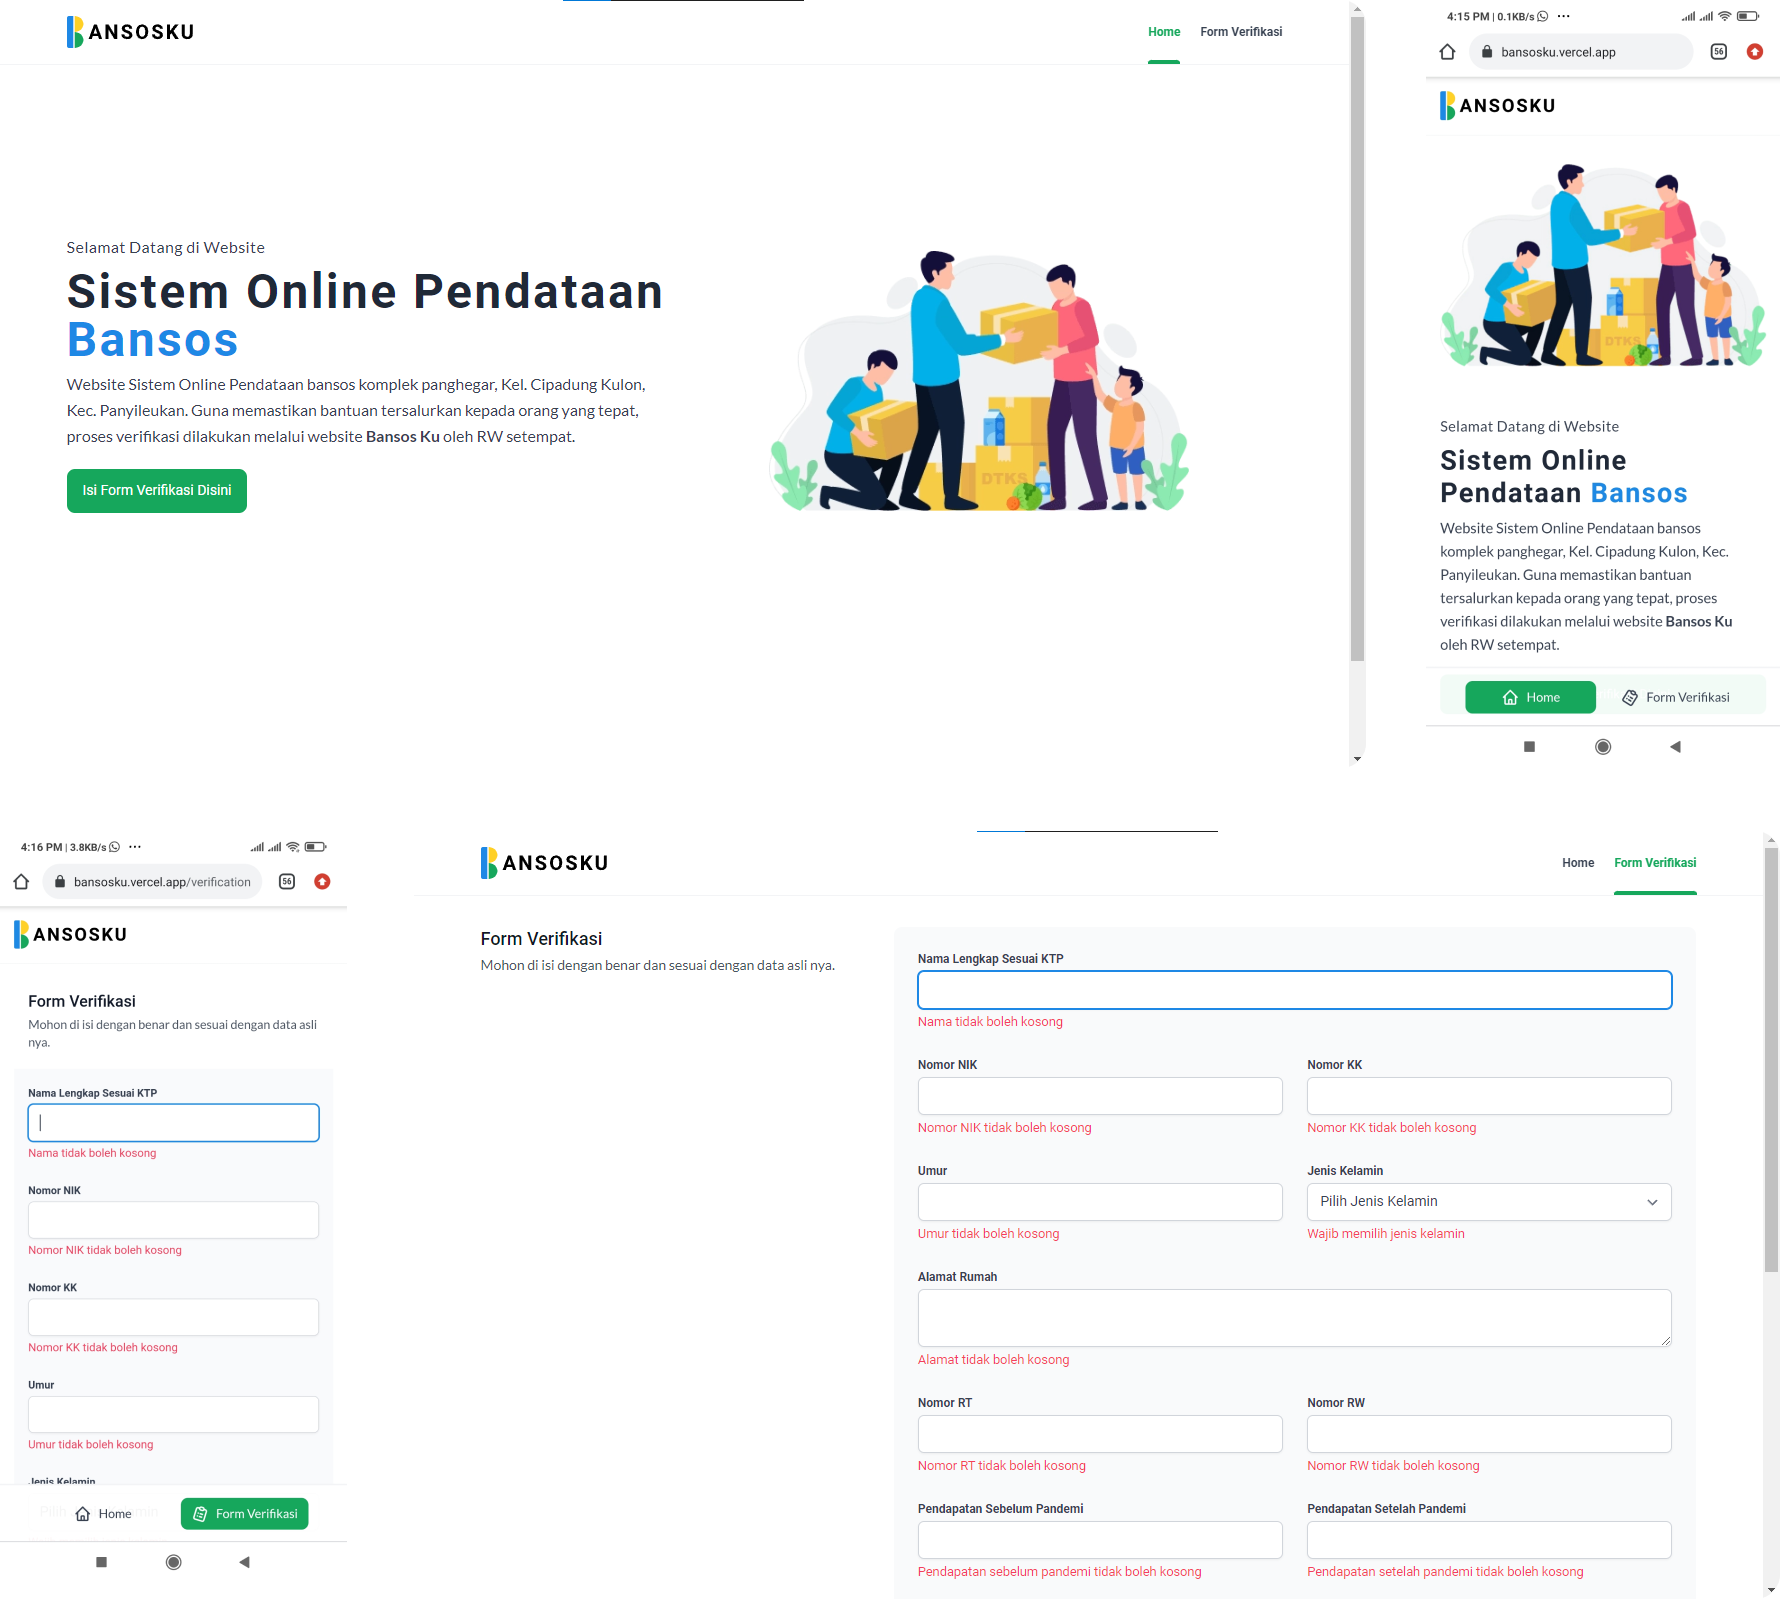 ANSOSKU
Home
Form Verifikasi
Selamat Datang di Website
Sistem Online Pendataan
Bansos
Website Sistem Online Pendataan bansos komplek panghegar, Kel. Cipadung Kulon,
Kec. Panyileukan. Guna memastikan bantuan tersalurkan kepada orang yang tepat,
proses verifikasi dilakukan melalui website Bansos Ku oleh RW setempat.
Isi Form Verifikasi Disini
DTKS
4:15 PM | 0.1KB/s ...
bansosku.vercel.app
56
ANSOSKU
DTKS
Selamat Datang di Website
Sistem Online
Pendataan Bansos
Website Sistem Online Pendataan bansos
komplek panghegar, Kel. Cipadung Kulon, Kec.
Panyileukan. Guna memastikan bantuan
tersalurkan kepada orang yang tepat, proses
verifikasi dilakukan melalui website Bansos Ku
oleh RW setempat.
Home
Form Verifikasi
4:16 PM | 3.8KB/s ...
bansosku.vercel.app/verification
56
ANSOSKU
Form Verifikasi
Mohon di isi dengan benar dan sesuai dengan data asli
nya.
Nama Lengkap Sesuai KTP
Nama tidak boleh kosong
Nomor NIK
Nomor NIK tidak boleh kosong
Nomor KK
Nomor KK tidak boleh kosong
Umur
Umur tidak boleh kosong
Jenis Kelamin
Home
Form Verifikasi
ANSOSKU
Home
Form Verifikasi
Form Verifikasi
Mohon di isi dengan benar dan sesuai dengan data asli nya.
Nama Lengkap Sesuai KTP
Nama tidak boleh kosong
Nomor NIK
Nomor KK
Nomor NIK tidak boleh kosong
Nomor KK tidak boleh kosong
Umur
Jenis Kelamin
Pilih Jenis Kelamin
Umur tidak boleh kosong
Wajib memilih jenis kelamin
Alamat Rumah
Alamat tidak boleh kosong
Nomor RT
Nomor RW
Nomor RT tidak boleh kosong
Nomor RW tidak boleh kosong
Pendapatan Sebelum Pandemi
Pendapatan Setelah Pandemi
Pendapatan sebelum pandemi tidak boleh kosong
Pendapatan setelah pandemi tidak boleh kosong